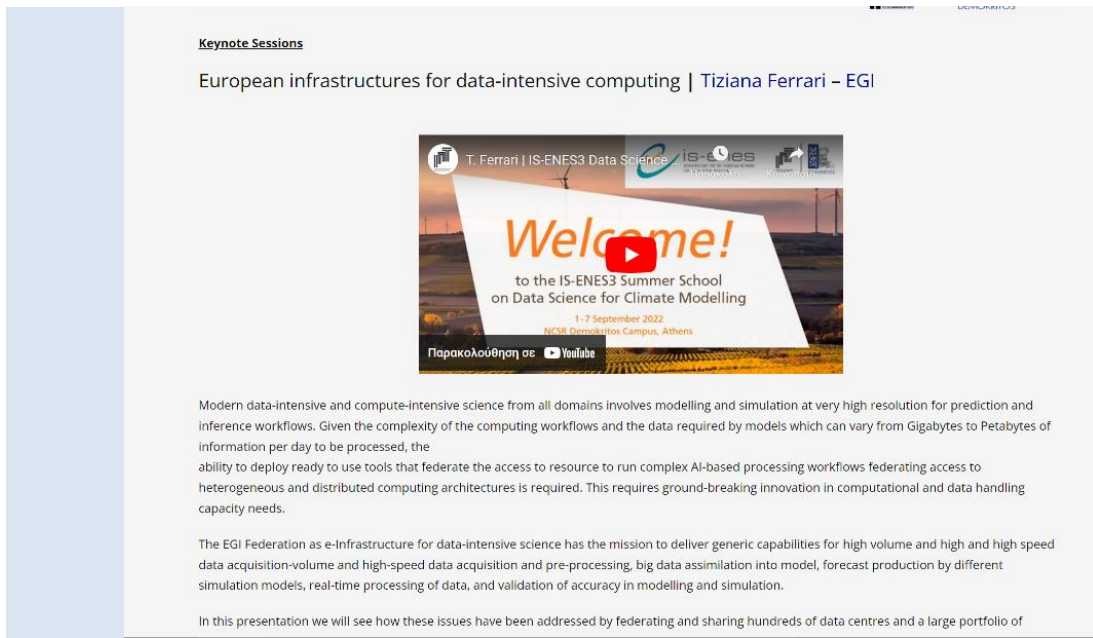 DEMOKRITOS
Keynote Sessions
European infrastructures for data-intensive computing | Tiziana Ferrari – EGI
T. Ferrari | IS-ENES3 Data Science ...
is-enes
Παρακολο...
Κοινοποι...
Welcome!
to the IS-ENES3 Summer School
on Data Science for Climate Modelling
1-7 September 2022
NCSR Demokritos Campus, Athens
Παρακολούθηση σε YouTube
Modern data-intensive and compute-intensive science from all domains involves modelling and simulation at very high resolution for prediction and
inference workflows. Given the complexity of the computing workflows and the data required by models which can vary from Gigabytes to Petabytes of
information per day to be processed, the
ability to deploy ready to use tools that federate the access to resource to run complex AI-based processing workflows federating access to
heterogeneous and distributed computing architectures is required. This requires ground-breaking innovation in computational and data handling
capacity needs.
The EGI Federation as e-Infrastructure for data-intensive science has the mission to deliver generic capabilities for high volume and high and high speed
data acquisition-volume and high-speed data acquisition and pre-processing, big data assimilation into model, forecast production by different
simulation models, real-time processing of data, and validation of accuracy in modelling and simulation.
In this presentation we will see how these issues have been addressed by federating and sharing hundreds of data centres and a large portfolio of